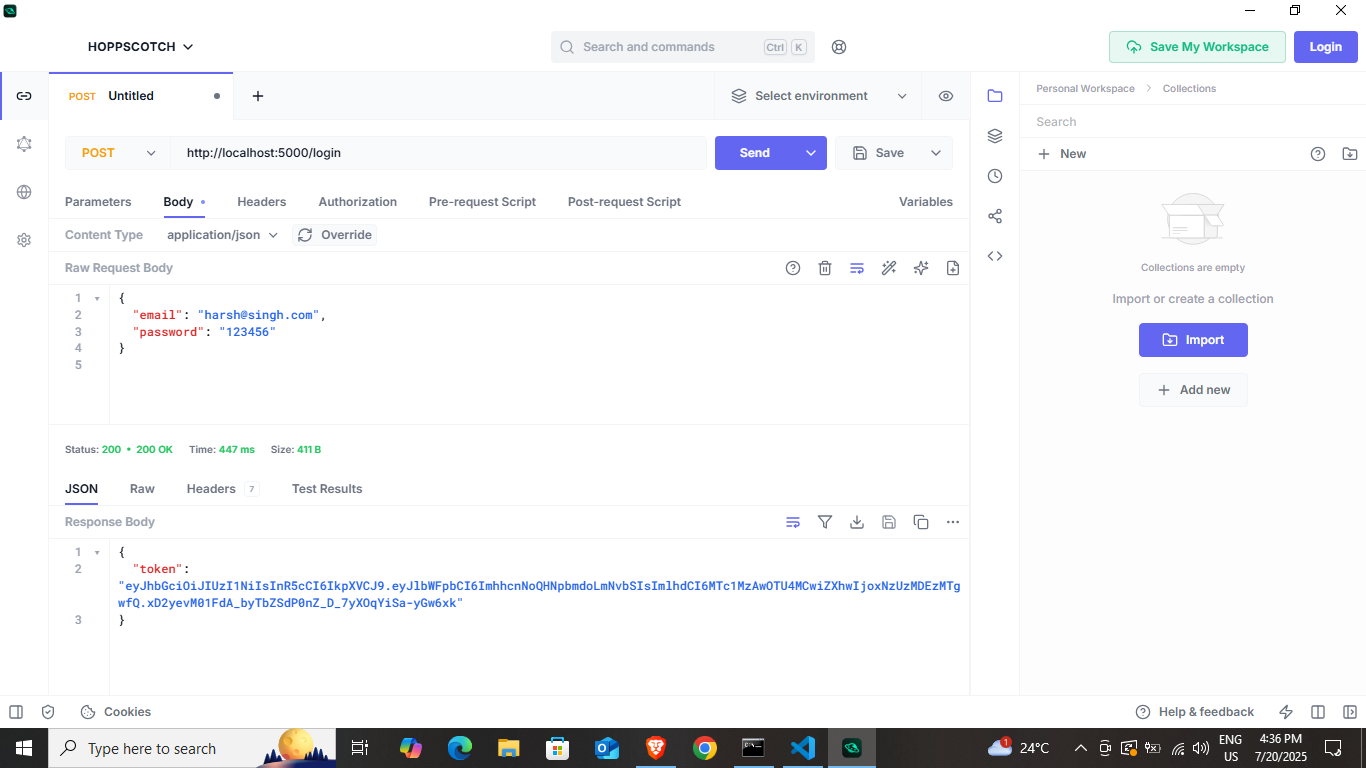 HOPPSCOTCH
Search and commands Ctrl K
Save My Workspace
Login
POST Untitled
Select environment
Personal Workspace Collections
Search
POST http://localhost:5000/login Send Save
New
Parameters Body Headers Authorization Pre-request Script Post-request Script Variables
Content Type application/json Override
Raw Request Body
1 {
2 "email": "harsh@singh.com",
3 "password": "123456"
4 }
5
Collections are empty
Import or create a collection
Import
Add new
Status: 200 • 200 OK Time: 447 ms Size: 411 B
JSON Raw Headers 7 Test Results
Response Body
1 {
2 "token":
"eyJhbGciOiJIUzI1NiIsInR5cCI6IkpXVCJ9.eyJlbWFpbCI6ImhhcnNoQHNpbmdoLmNvbSIsImlhdCI6MTc1MzAwOTU4MCwiZXhwIjoxNzUzMDEzMTg
wfQ.xD2yevM01FdA_byTbZSdP0nZ_D_7yXOqYiSa-yGw6xk"
3 }
Cookies
Help & feedback
Type here to search
1
24°C
ENG
US
4:36 PM
7/20/2025